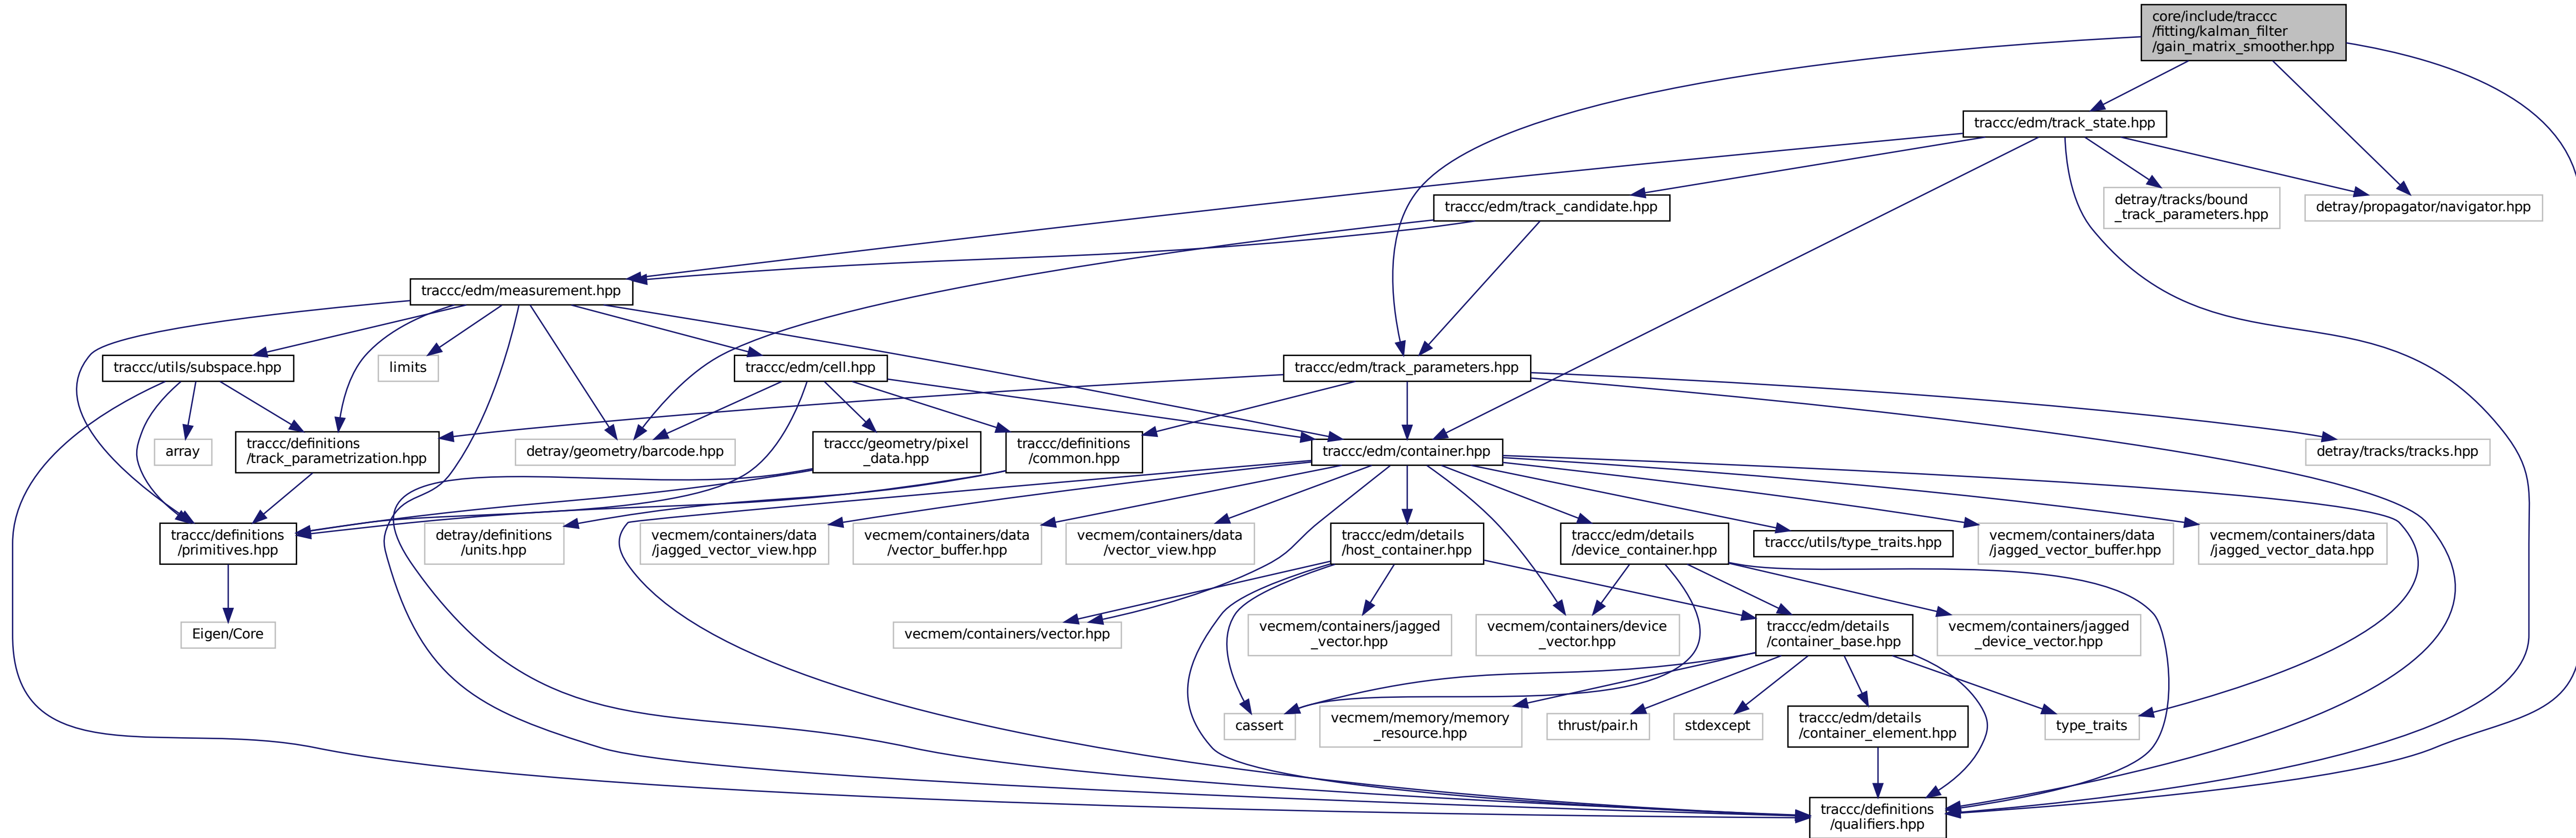 core/include/traccc
/fitting/kalman_filter
/gain_matrix_smoother.hpp
traccc/edm/track_state.hpp
traccc/edm/track_candidate.hpp
detray/tracks/bound
_track_parameters.hpp
detray/propagator/navigator.hpp
traccc/edm/measurement.hpp
traccc/utils/subspace.hpp
limits
traccc/edm/cell.hpp
traccc/edm/track_parameters.hpp
array
traccc/definitions
/track_parametrization.hpp
detray/geometry/barcode.hpp
traccc/geometry/pixel
_data.hpp
traccc/definitions
/common.hpp
traccc/edm/container.hpp
detray/tracks/tracks.hpp
traccc/definitions
/primitives.hpp
detray/definitions
/units.hpp
vecmem/containers/data
/jagged_vector_view.hpp
vecmem/containers/data
/vector_buffer.hpp
vecmem/containers/data
/vector_view.hpp
traccc/edm/details
/host_container.hpp
traccc/edm/details
/device_container.hpp
traccc/utils/type_traits.hpp
vecmem/containers/data
/jagged_vector_buffer.hpp
vecmem/containers/data
/jagged_vector_data.hpp
Eigen/Core
vecmem/containers/vector.hpp
vecmem/containers/jagged
_vector.hpp
vecmem/containers/device
_vector.hpp
traccc/edm/details
/container_base.hpp
vecmem/containers/jagged
_device_vector.hpp
cassert
vecmem/memory/memory
_resource.hpp
thrust/pair.h
stdexcept
traccc/edm/details
/container_element.hpp
type_traits
traccc/definitions
/qualifiers.hpp